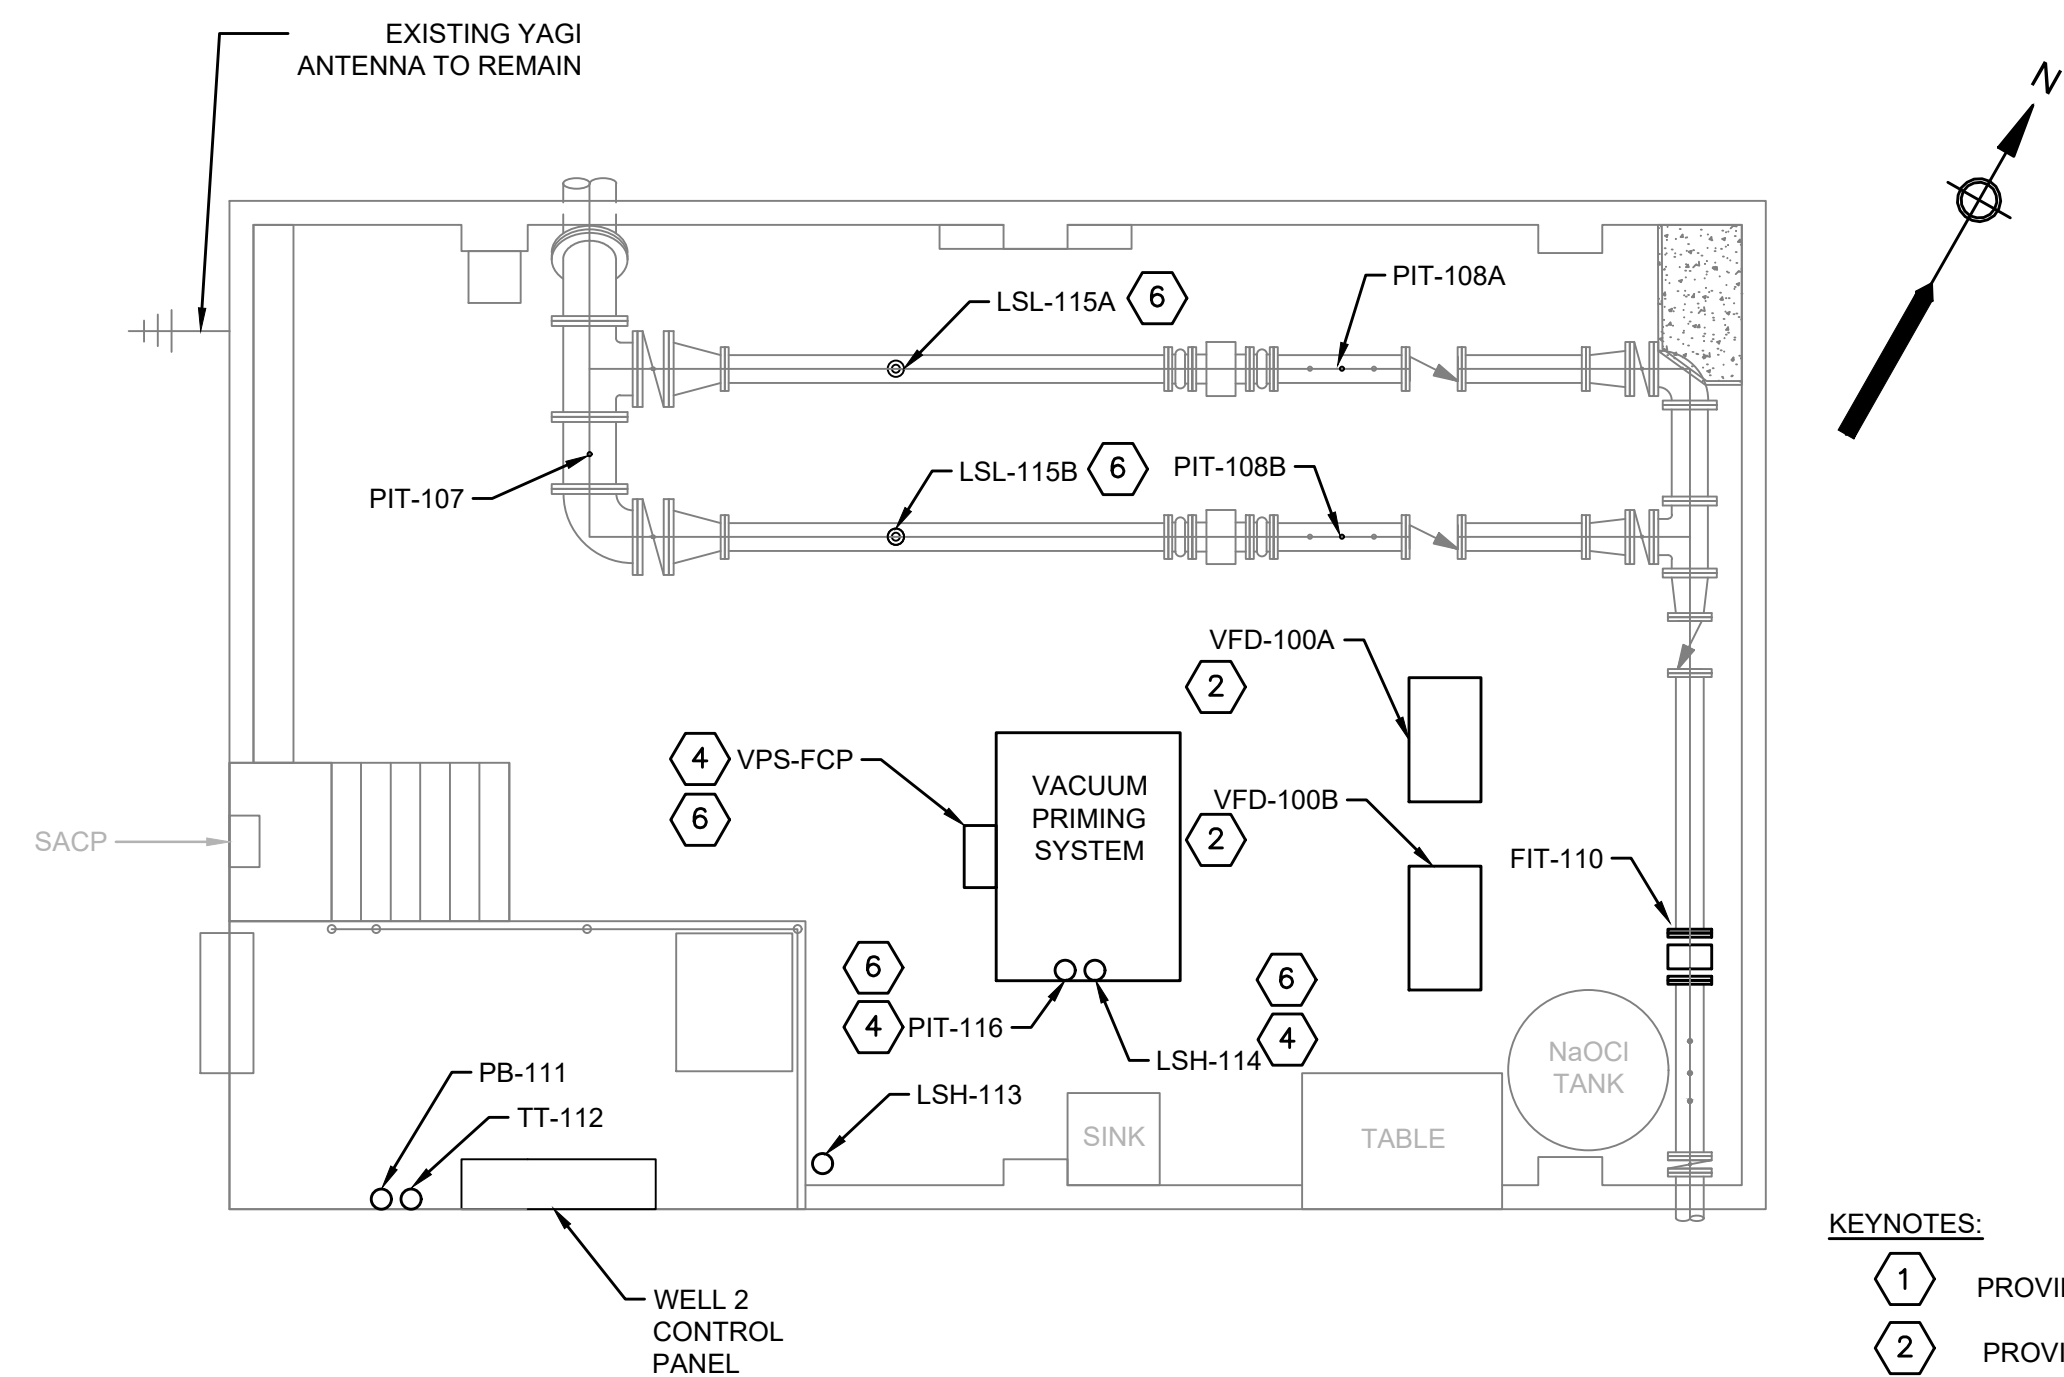 EXISTING YAGI
ANTENNA TO REMAIN
N
LSL-115A
6
PIT-108A
PIT-107
LSL-115B
6
PIT-108B
VFD-100A
2
4
VPS-FCP
6
VACUUM
PRIMING
SYSTEM
VFD-100B
2
SACP
FIT-110
6
4
PIT-116
6
4
LSH-114
NaOCl
TANK
PB-111
TT-112
LSH-113
SINK
TABLE
WELL 2
CONTROL
PANEL
KEYNOTES:
1
2